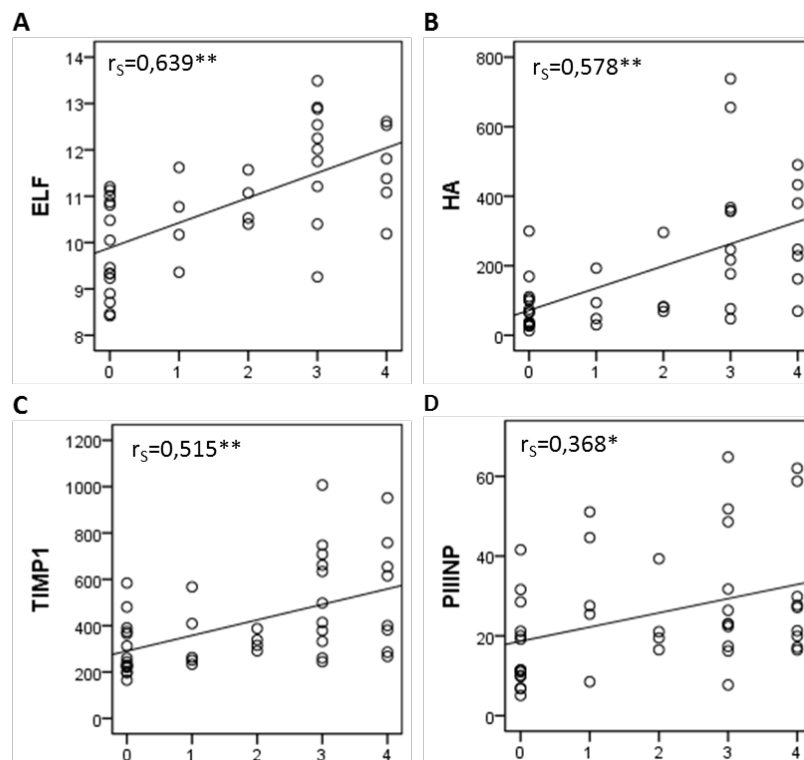 A
r_S=0,639**
ELF
14
13
12
11
10
9
8
0 1 2 3 4
B
r_S=0,578**
HA
800
600
400
200
0
0 1 2 3 4
C
r_S=0,515**
TIMP1
1200
1000
800
600
400
200
0
0 1 2 3 4
D
r_S=0,368*
PIIINP
60
40
20
0
0 1 2 3 4